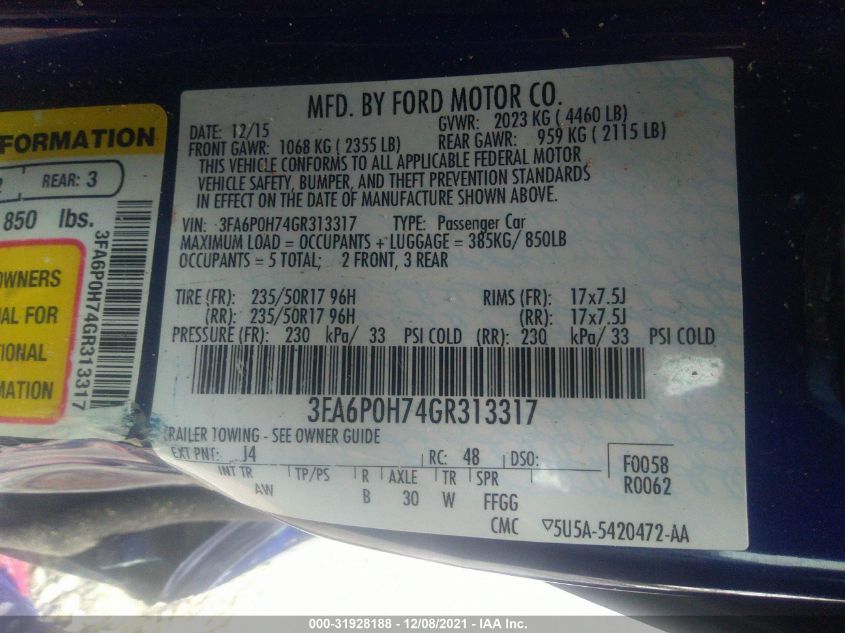 MFD. BY FORD MOTOR CO.
DATE: 12/15 GVWR: 2023 KG ( 4460 LB)
FRONT GAWR: 1068 KG ( 2355 LB) REAR GAWR: 959 KG ( 2115 LB)
THIS VEHICLE CONFORMS TO ALL APPLICABLE FEDERAL MOTOR
VEHICLE SAFETY, BUMPER, AND THEFT PREVENTION STANDARDS
IN EFFECT ON THE DATE OF MANUFACTURE SHOWN ABOVE.
VIN: 3FA6P0H74GR313317 TYPE: Passenger Car
MAXIMUM LOAD = OCCUPANTS + LUGGAGE = 385KG/ 850LB
OCCUPANTS = 5 TOTAL; 2 FRONT, 3 REAR
TIRE (FR): 235/50R17 96H RIMS (FR): 17x7.5J
(RR): 235/50R17 96H (RR): 17x7.5J
PRESSURE (FR): 230 kPa/ 33 PSI COLD (RR): 230 kPa/ 33 PSI COLD
3FA6P0H74GR313317
RAILER TOWING - SEE OWNER GUIDE
EXT PNT: J4 RC: 48 DSO:
F0058
R0062
INT TR TP/PS R AXLE TR SPR
AW B 30 W FFGG
CMC ▽5U5A-5420472-AA
FORMATION
REAR: 3
850 lbs.
3FA6P0H74GR313317
OWNERS
AL FOR
TIONAL
MATION
000-31928188 - 12/08/2021 - IAA Inc.